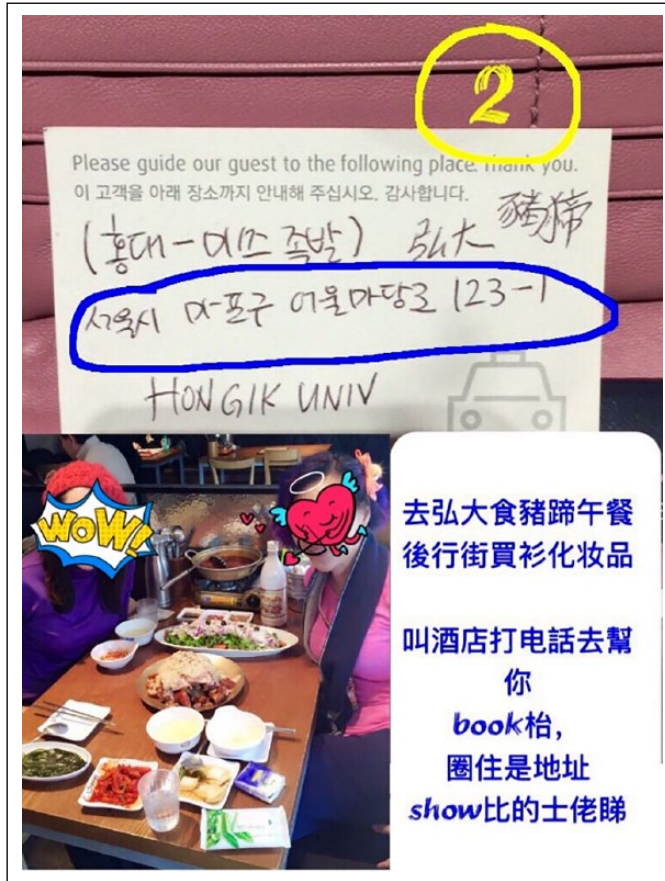 2
Please guide our guest to the following place. Thank you.
이 고객을 아래 장소까지 안내해 주십시오. 감사합니다.
(홍대-미쓰족발) 弘大 豬蹄
서울시 마포구 어울마당로 123-1
HONGIK UNIV
WOW!
去弘大食豬蹄午餐
後行街買衫化妆品
叫酒店打电話去幫
你
book枱,
圈住是地址
show比的士佬睇